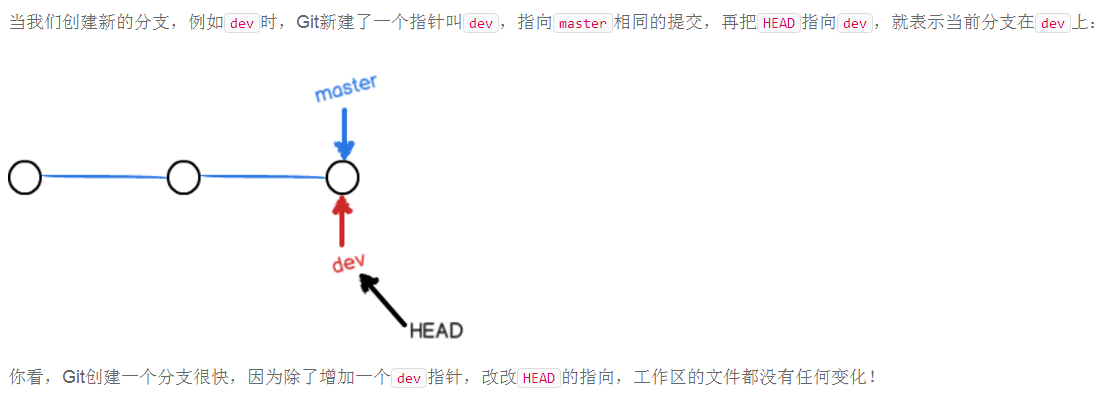 当我们创建新的分支，例如dev时，Git新建了一个指针叫dev，指向master相同的提交，再把HEAD指向dev，就表示当前分支在dev上：
master
dev
HEAD
你看，Git创建一个分支很快，因为除了增加一个dev指针，改改HEAD的指向，工作区的文件都没有任何变化！